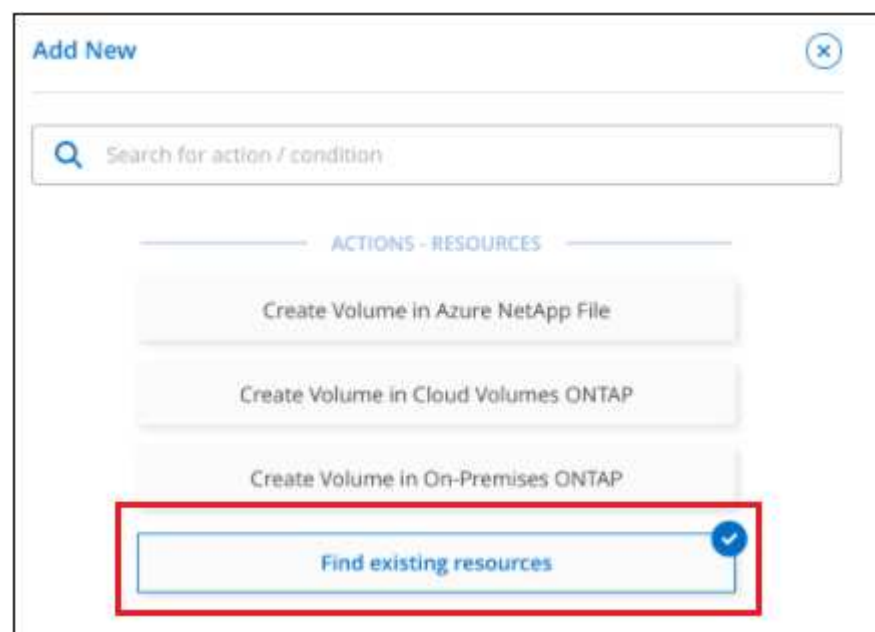 Add New
Search for action / condition
ACTIONS - RESOURCES
Create Volume in Azure NetApp File
Create Volume in Cloud Volumes ONTAP
Create Volume in On-Premises ONTAP
Find existing resources